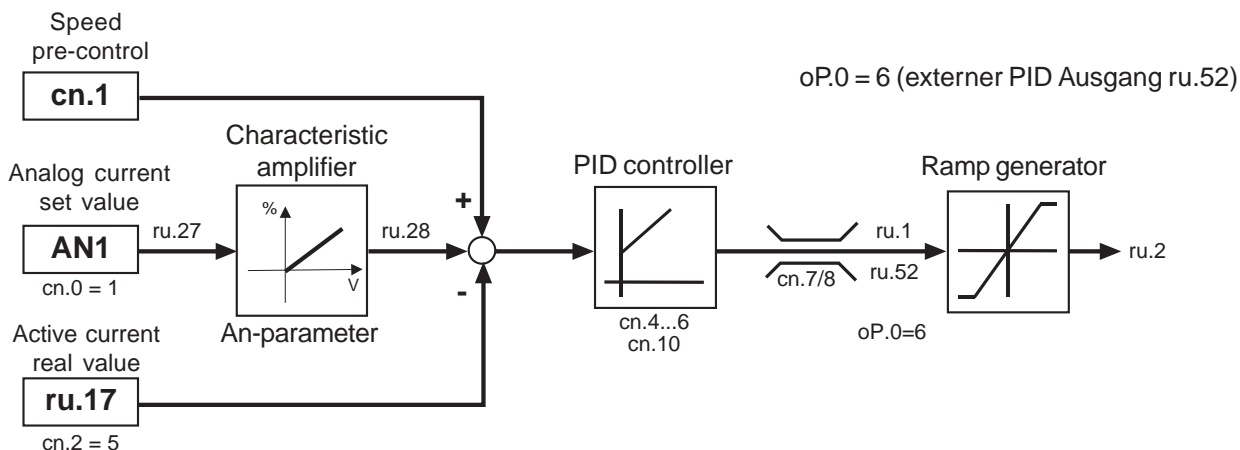 Speed
pre-control
cn.1
oP.0 = 6 (externer PID Ausgang ru.52)
Characteristic
amplifier
PID controller
Ramp generator
Analog current
set value
AN1
cn.0 = 1
ru.27
%
V
An-parameter
ru.28
+
-
cn.4...6
cn.10
cn.7/8
ru.1
ru.52
oP.0=6
ru.2
Active current
real value
ru.17
cn.2 = 5